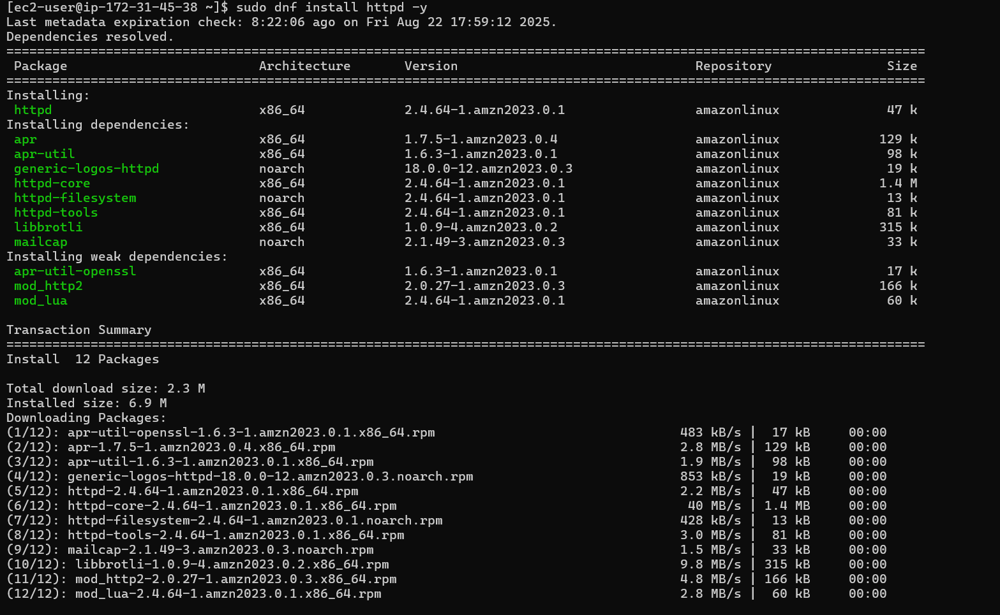 [ec2-user@ip-172-31-45-38 ~]$ sudo dnf install httpd -y
Last metadata expiration check: 8:22:06 ago on Fri Aug 22 17:59:12 2025.
Dependencies resolved.
========================================================================================================================
 Package                        Architecture       Version                               Repository               Size
========================================================================================================================
Installing:
 httpd                          x86_64             2.4.64-1.amzn2023.0.1                 amazonlinux              47 k
Installing dependencies:
 apr                            x86_64             1.7.5-1.amzn2023.0.4                  amazonlinux             129 k
 apr-util                       x86_64             1.6.3-1.amzn2023.0.1                  amazonlinux              98 k
 generic-logos-httpd            noarch             18.0.0-12.amzn2023.0.3                amazonlinux              19 k
 httpd-core                     x86_64             2.4.64-1.amzn2023.0.1                 amazonlinux             1.4 M
 httpd-filesystem               noarch             2.4.64-1.amzn2023.0.1                 amazonlinux              13 k
 httpd-tools                    x86_64             2.4.64-1.amzn2023.0.1                 amazonlinux              81 k
 libbrotli                      x86_64             1.0.9-4.amzn2023.0.2                  amazonlinux             315 k
 mailcap                        noarch             2.1.49-3.amzn2023.0.3                 amazonlinux              33 k
Installing weak dependencies:
 apr-util-openssl               x86_64             1.6.3-1.amzn2023.0.1                  amazonlinux              17 k
 mod_http2                      x86_64             2.0.27-1.amzn2023.0.3                 amazonlinux             166 k
 mod_lua                        x86_64             2.4.64-1.amzn2023.0.1                 amazonlinux              60 k

Transaction Summary
========================================================================================================================
Install  12 Packages

Total download size: 2.3 M
Installed size: 6.9 M
Downloading Packages:
(1/12): apr-util-openssl-1.6.3-1.amzn2023.0.1.x86_64.rpm                                483 kB/s |  17 kB     00:00
(2/12): apr-1.7.5-1.amzn2023.0.4.x86_64.rpm                                             2.8 MB/s | 129 kB     00:00
(3/12): apr-util-1.6.3-1.amzn2023.0.1.x86_64.rpm                                        1.9 MB/s |  98 kB     00:00
(4/12): generic-logos-httpd-18.0.0-12.amzn2023.0.3.noarch.rpm                           853 kB/s |  19 kB     00:00
(5/12): httpd-2.4.64-1.amzn2023.0.1.x86_64.rpm                                          2.2 MB/s |  47 kB     00:00
(6/12): httpd-core-2.4.64-1.amzn2023.0.1.x86_64.rpm                                      40 MB/s | 1.4 MB     00:00
(7/12): httpd-filesystem-2.4.64-1.amzn2023.0.1.noarch.rpm                               428 kB/s |  13 kB     00:00
(8/12): httpd-tools-2.4.64-1.amzn2023.0.1.x86_64.rpm                                    3.0 MB/s |  81 kB     00:00
(9/12): mailcap-2.1.49-3.amzn2023.0.3.noarch.rpm                                        1.5 MB/s |  33 kB     00:00
(10/12): libbrotli-1.0.9-4.amzn2023.0.2.x86_64.rpm                                      9.8 MB/s | 315 kB     00:00
(11/12): mod_http2-2.0.27-1.amzn2023.0.3.x86_64.rpm                                     4.8 MB/s | 166 kB     00:00
(12/12): mod_lua-2.4.64-1.amzn2023.0.1.x86_64.rpm                                       2.8 MB/s |  60 kB     00:00